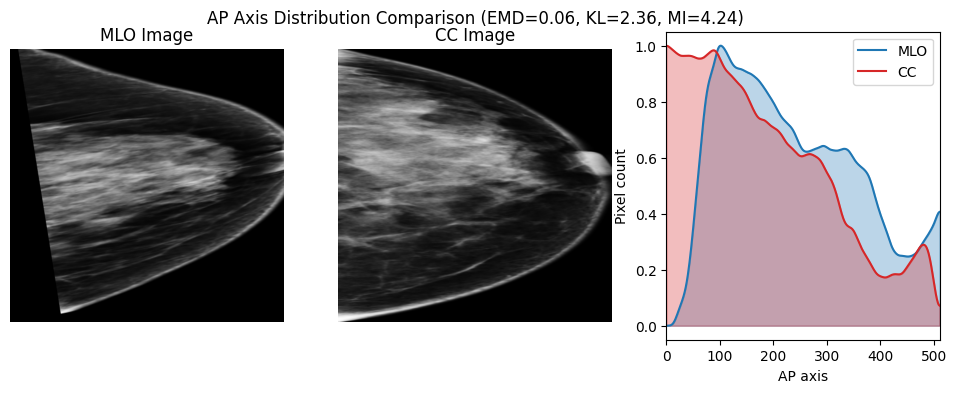 AP Axis Distribution Comparison (EMD=0.06, KL=2.36, MI=4.24)
MLO Image
CC Image
MLO
CC
Pixel count
1.0
0.8
0.6
0.4
0.2
0.0
0 100 200 300 400 500
AP axis